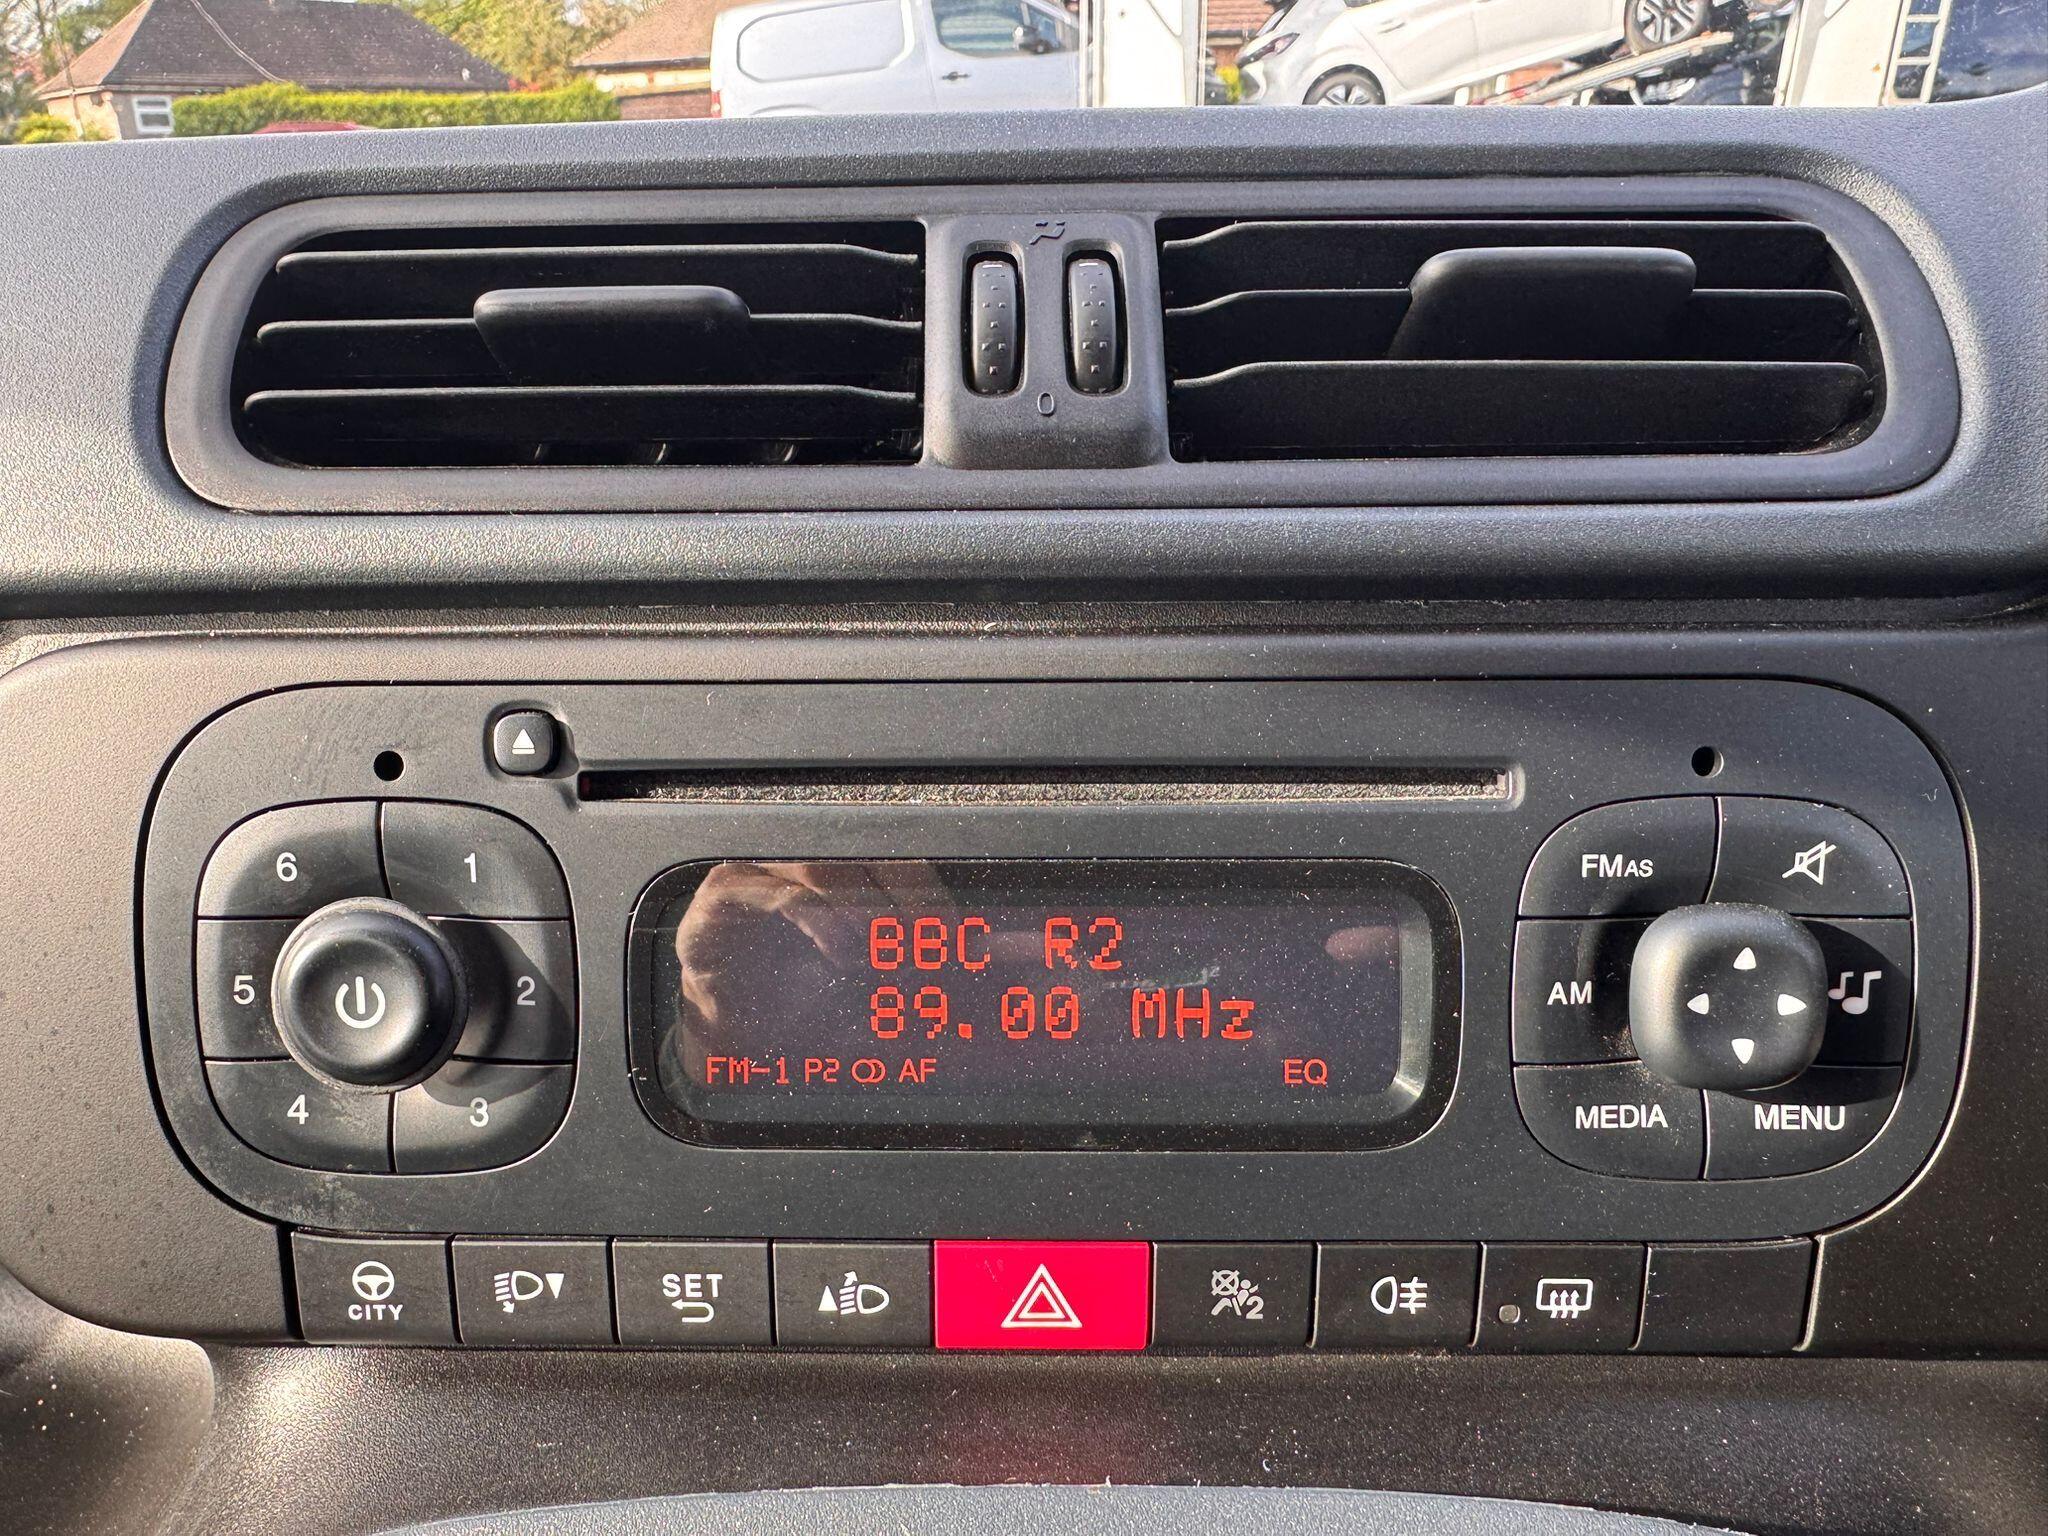 0
6
1
5
2
4
3
BBC R2
89.00 MHz
FM-1 P2 AF EQ
FMAS
AM
MEDIA
MENU
CITY
SET
2